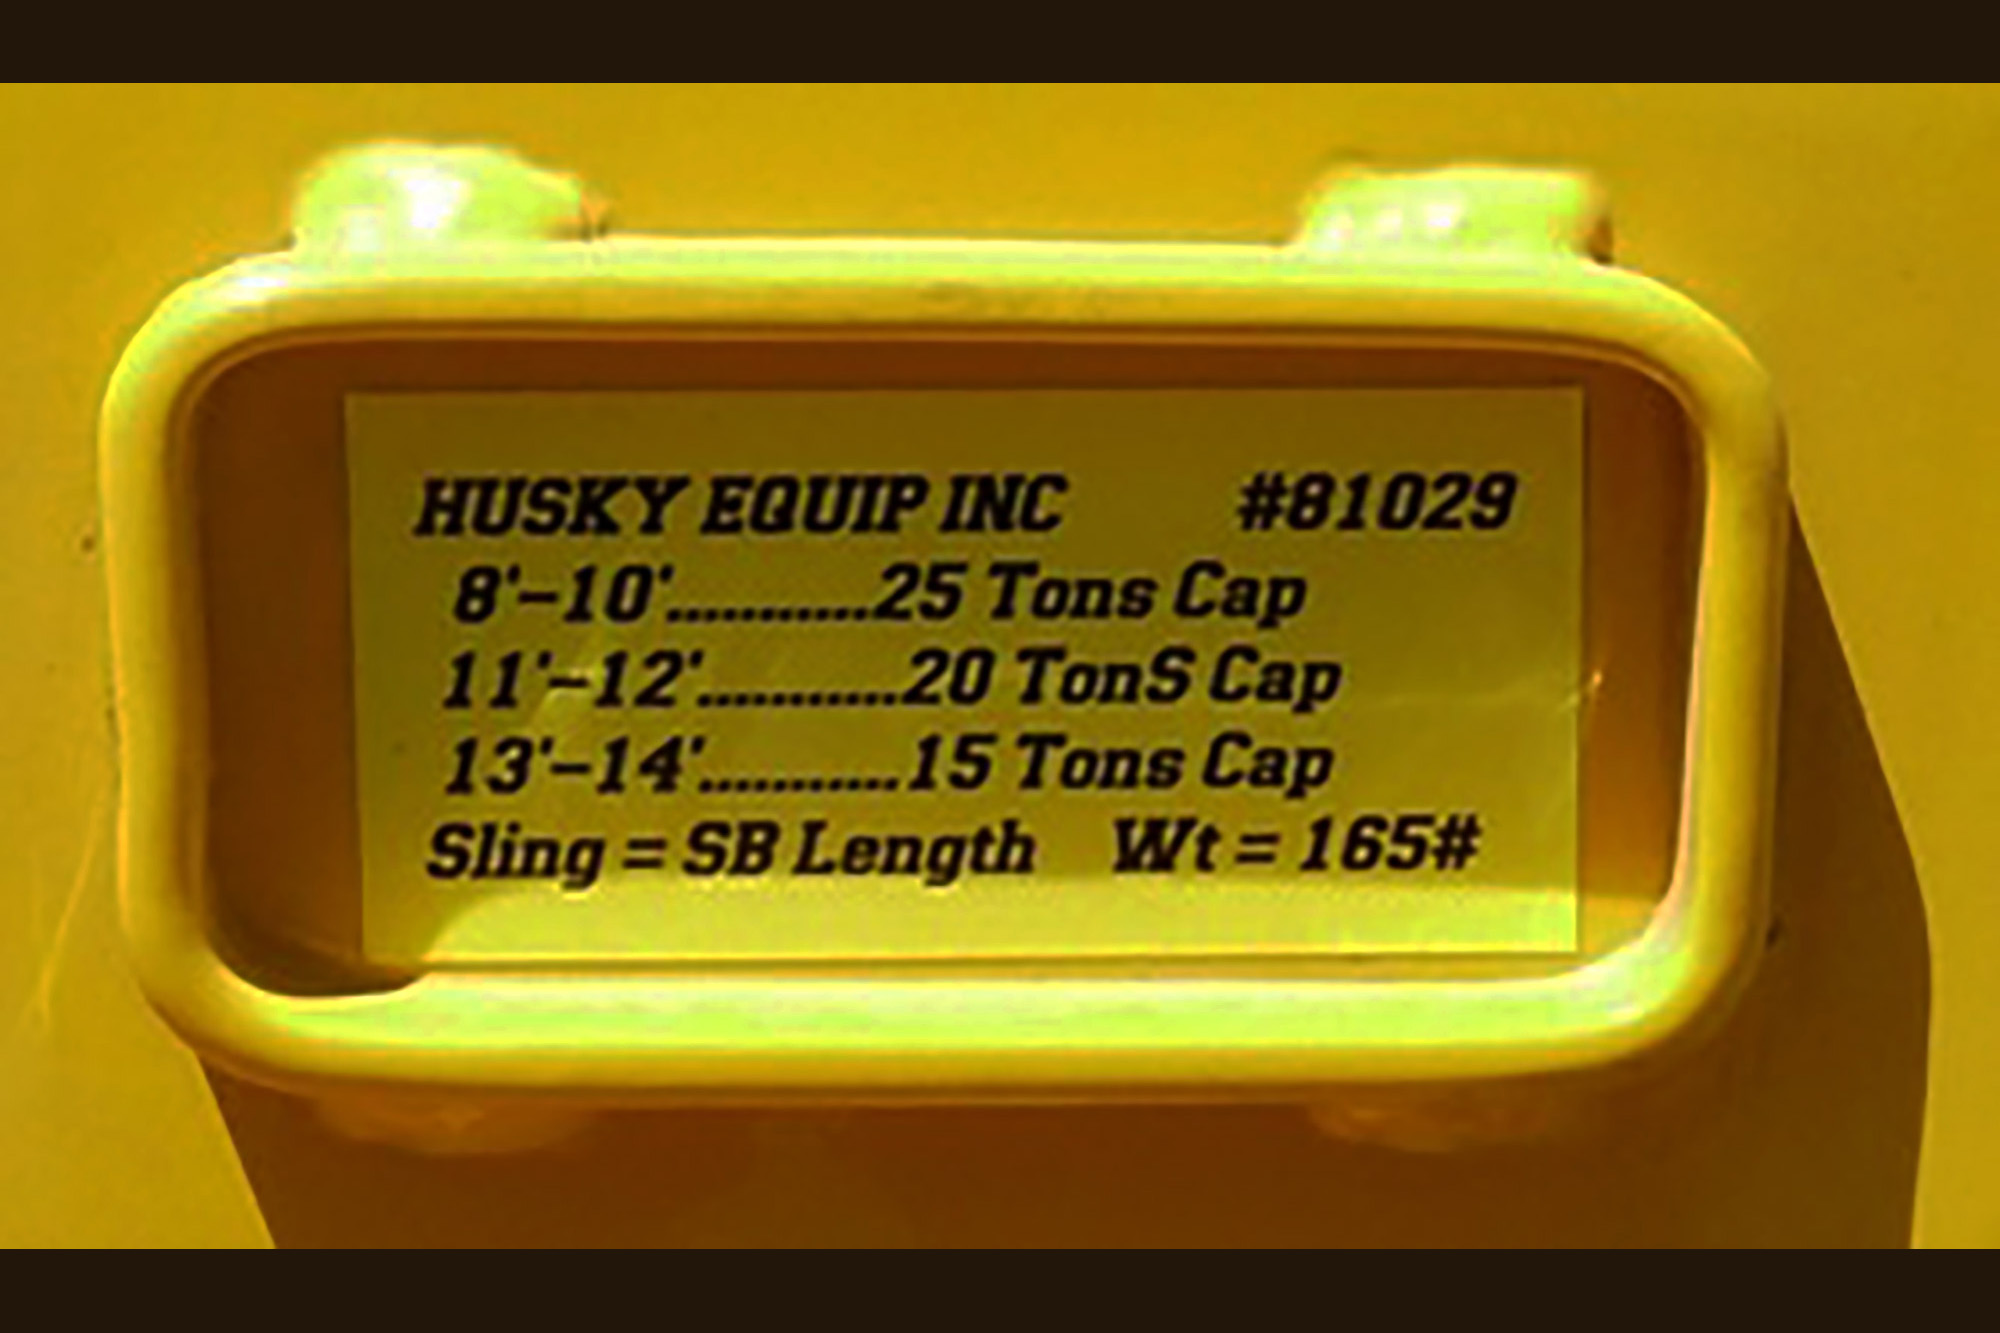 HUSKY EQUIP INC #81029
8'-10'...........25 Tons Cap
11'-12'...........20 TonS Cap
13'-14'...........15 Tons Cap
Sling = SB Length Wt = 165#